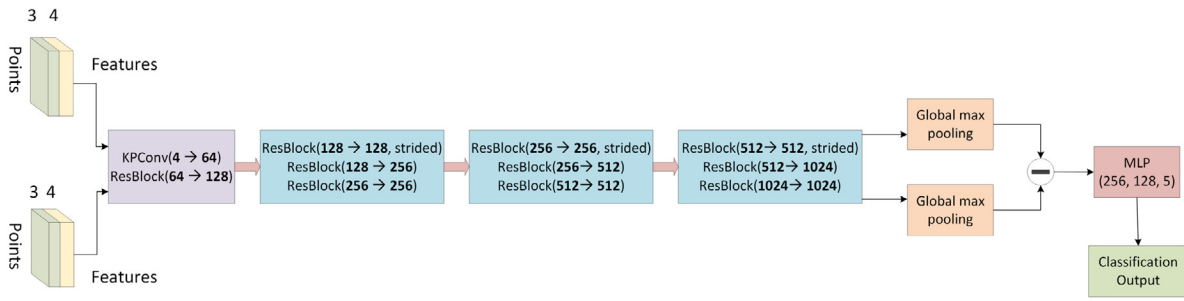 3 4
Points
Features
3 4
Points
Features
KPConv(4 → 64)
ResBlock(64 → 128)
ResBlock(128 → 128, strided)
ResBlock(128 → 256)
ResBlock(256 → 256)
ResBlock(256 → 256, strided)
ResBlock(256→ 512)
ResBlock(512→ 512)
ResBlock(512→ 512, strided)
ResBlock(512→ 1024)
ResBlock(1024→ 1024)
Global max
pooling
Global max
pooling
MLP
(256, 128, 5)
Classification
Output